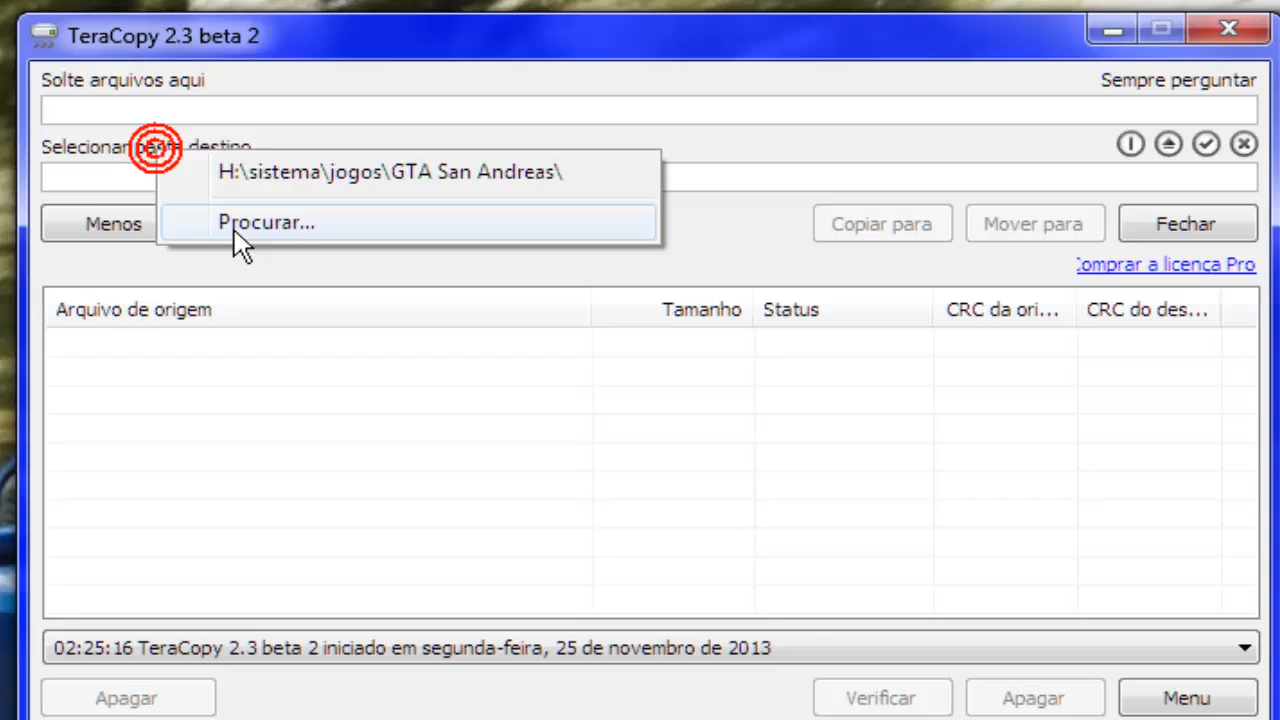 TeraCopy 2.3 beta 2
Solte arquivos aqui
Sempre perguntar
Selecionar pasta destino
H:\sistema\jogos\GTA San Andreas\
Procurar...
Menos
Copiar para
Mover para
Fechar
Comprar a licença Pro
Arquivo de origem
Tamanho
Status
CRC da ori...
CRC do des...
02:25:16 TeraCopy 2.3 beta 2 iniciado em segunda-feira, 25 de novembro de 2013
Apagar
Verificar
Apagar
Menu